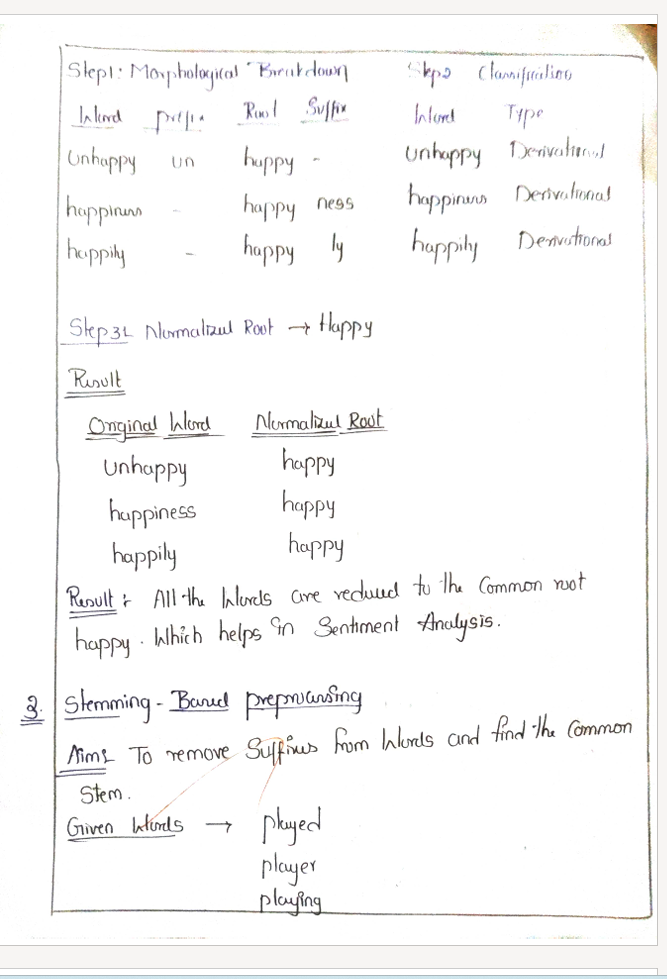 Step1: Morphological Breakdown Step2 Classification
Word prefix Root Suffix Word Type
Unhappy un happy - unhappy Derivational
happiness - happy ness happiness Derivational
happily - happy ly happily Derivational
Step 3: Normalized Root → Happy
Result
Original Word Normalized Root
Unhappy happy
happiness happy
happily happy
Result: All the Words are reduced to the Common root
happy. Which helps in Sentiment Analysis.
3. Stemming - Based preprocessing
Aim: To remove Suffixes from Words and find the Common
Stem.
Given Words → played
player
playing